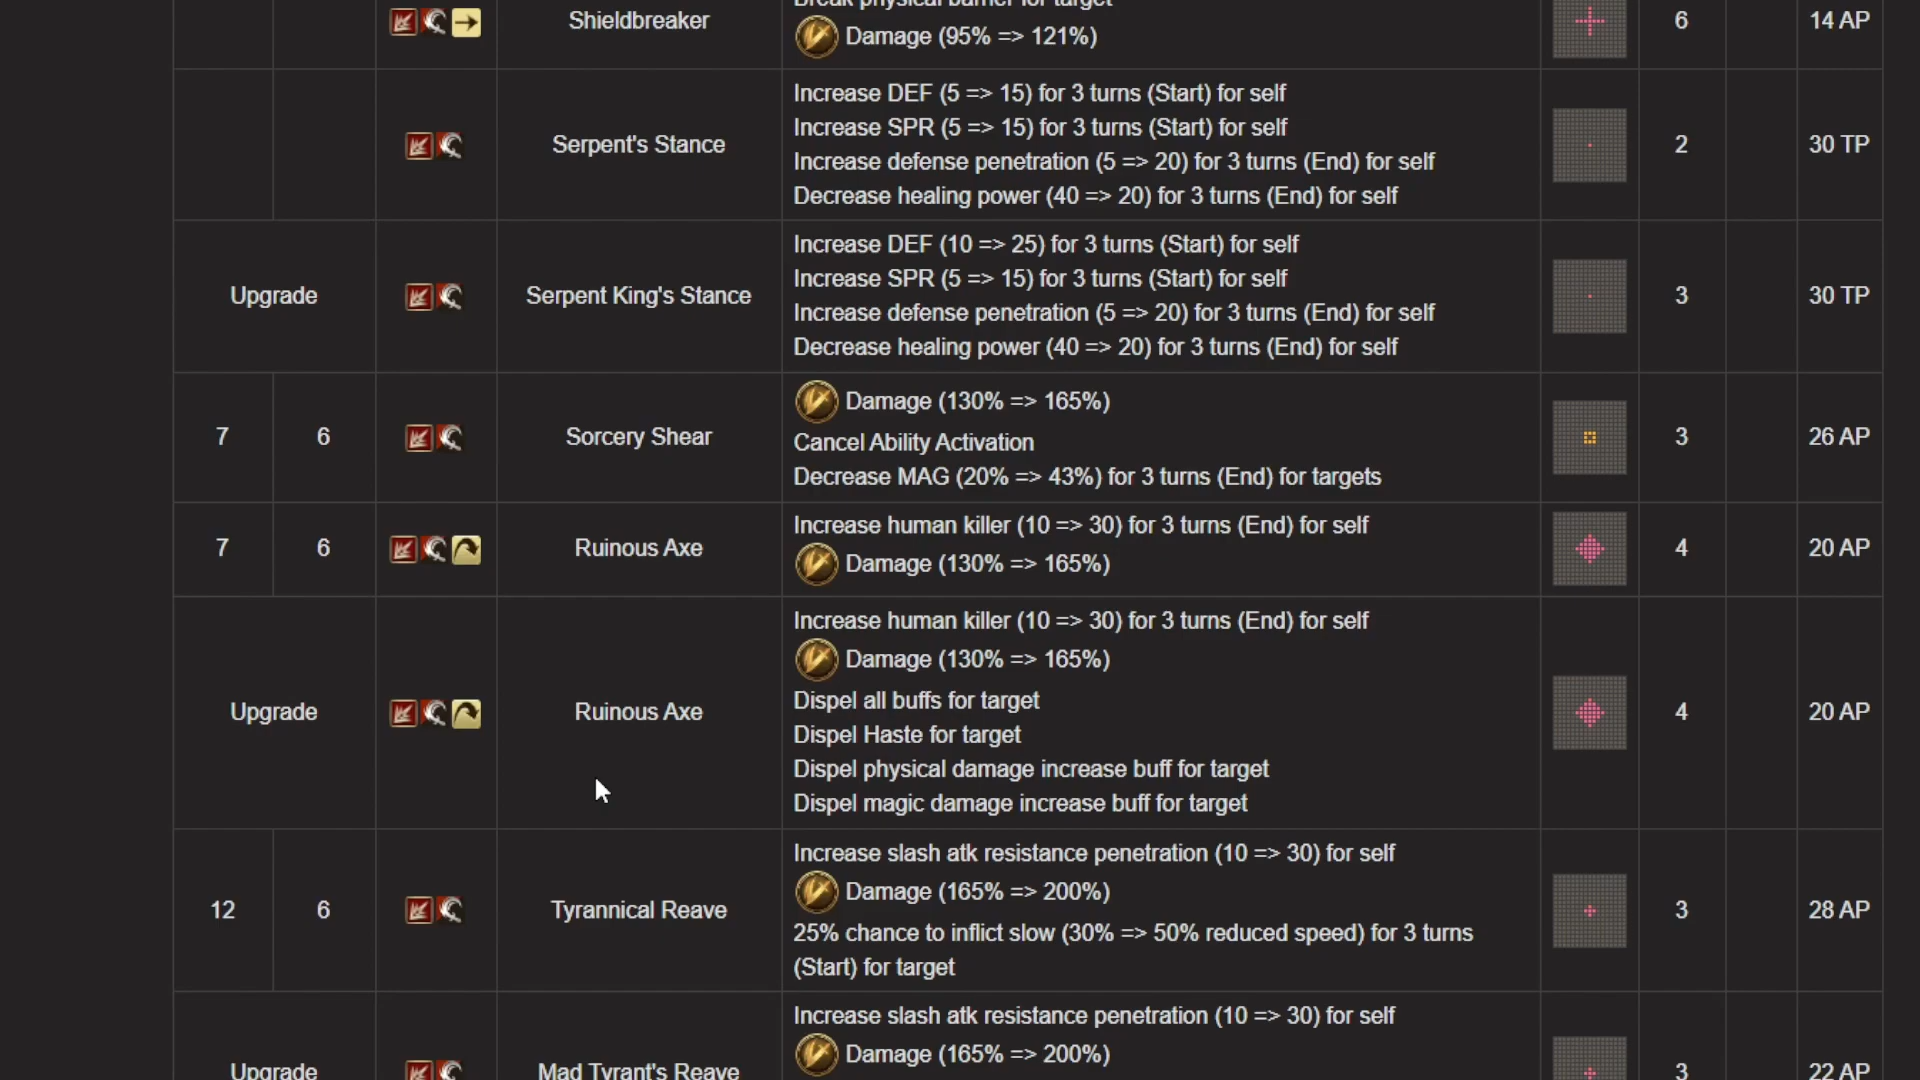 Shieldbreaker
Break physical barrier for target
Damage (95% => 121%)
6
14 AP
Serpent's Stance
Increase DEF (5 => 15) for 3 turns (Start) for self
Increase SPR (5 => 15) for 3 turns (Start) for self
Increase defense penetration (5 => 20) for 3 turns (End) for self
Decrease healing power (40 => 20) for 3 turns (End) for self
2
30 TP
Upgrade
Serpent King's Stance
Increase DEF (10 => 25) for 3 turns (Start) for self
Increase SPR (5 => 15) for 3 turns (Start) for self
Increase defense penetration (5 => 20) for 3 turns (End) for self
Decrease healing power (40 => 20) for 3 turns (End) for self
3
30 TP
7
6
Sorcery Shear
Damage (130% => 165%)
Cancel Ability Activation
Decrease MAG (20% => 43%) for 3 turns (End) for targets
3
26 AP
7
6
Ruinous Axe
Increase human killer (10 => 30) for 3 turns (End) for self
Damage (130% => 165%)
4
20 AP
Upgrade
Ruinous Axe
Increase human killer (10 => 30) for 3 turns (End) for self
Damage (130% => 165%)
Dispel all buffs for target
Dispel Haste for target
Dispel physical damage increase buff for target
Dispel magic damage increase buff for target
4
20 AP
12
6
Tyrannical Reave
Increase slash atk resistance penetration (10 => 30) for self
Damage (165% => 200%)
25% chance to inflict slow (30% => 50% reduced speed) for 3 turns
(Start) for target
3
28 AP
Upgrade
Mad Tyrant's Reave
Increase slash atk resistance penetration (10 => 30) for self
Damage (165% => 200%)
3
22 AP